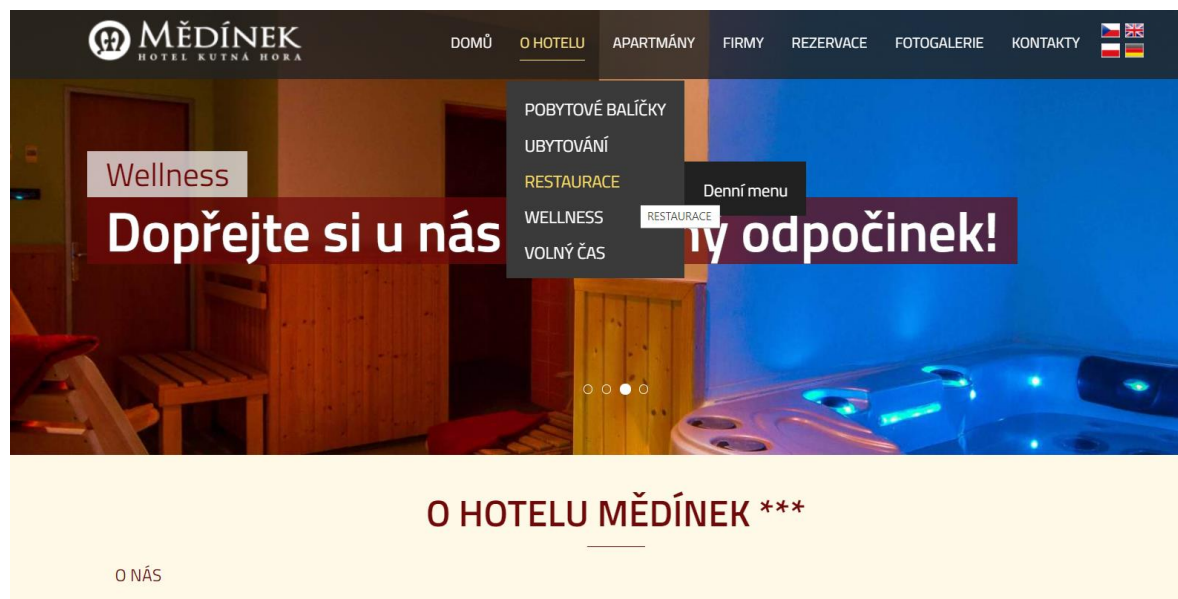 MĚDÍNEK
HOTEL KUTNÁ HORA
DOMŮ
O HOTELU
APARTMÁNY
FIRMY
REZERVACE
FOTOGALERIE
KONTAKTY
POBYTOVÉ BALÍČKY
UBYTOVÁNÍ
RESTAURACE
Denní menu
WELLNESS
RESTAURACE
VOLNÝ ČAS
Wellness
Dopřejte si u nás odpočinek!
O HOTELU MĚDÍNEK ***
O NÁS